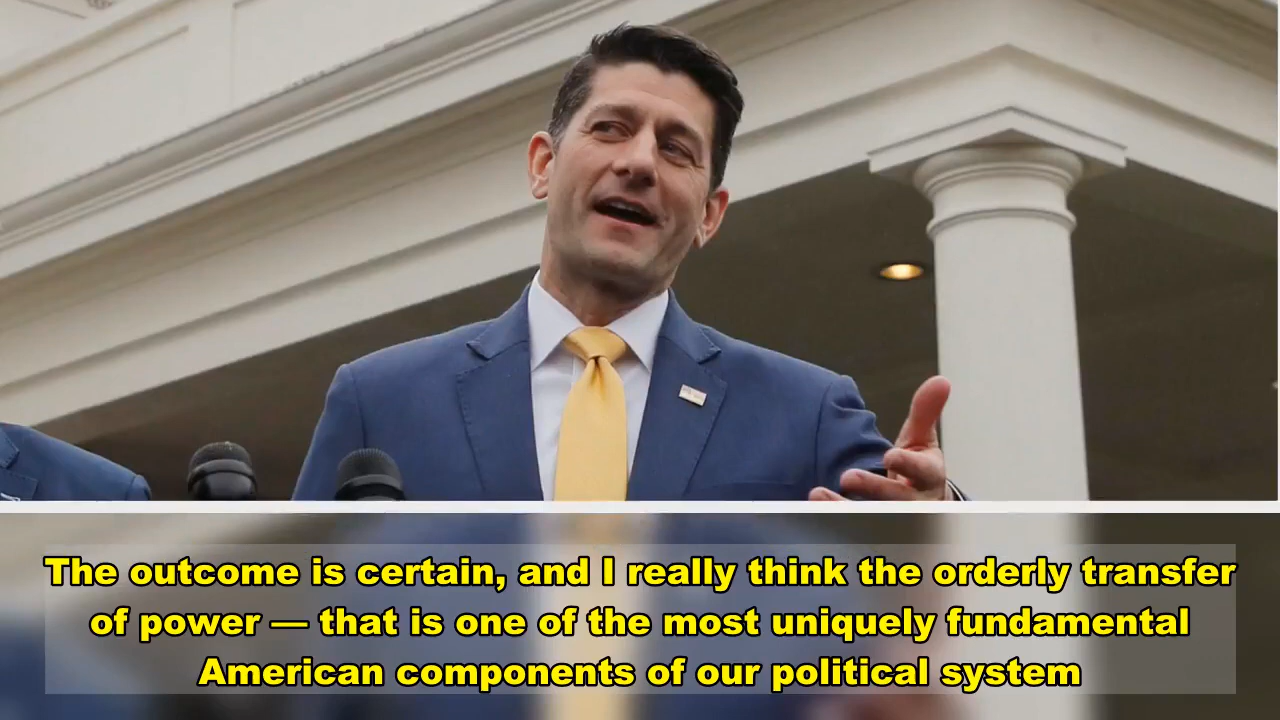 The outcome is certain, and I really think the orderly transfer
of power — that is one of the most uniquely fundamental
American components of our political system